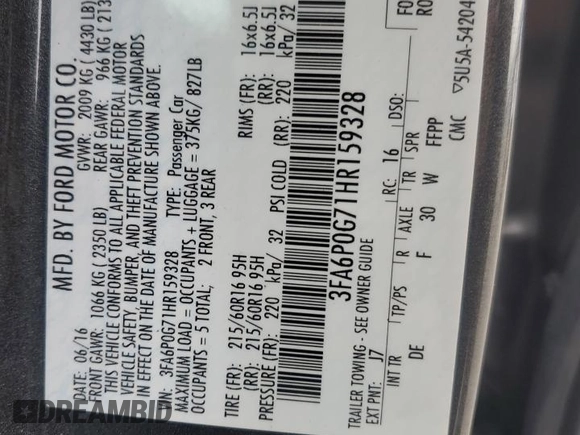 MFD. BY FORD MOTOR CO.
DATE: 06/16 GVWR: 2009 KG ( 4430 LB)
FRONT GAWR: 1066 KG ( 2350 LB) REAR GAWR: 966 KG ( 213
THIS VEHICLE CONFORMS TO ALL APPLICABLE FEDERAL MOTOR
VEHICLE SAFETY, BUMPER, AND THEFT PREVENTION STANDARDS
IN EFFECT ON THE DATE OF MANUFACTURE SHOWN ABOVE.
VIN: 3FA6P0G71HR159328 TYPE: Passenger Car
MAXIMUM LOAD = OCCUPANTS + LUGGAGE = 375KG/ 827LB
OCCUPANTS = 5 TOTAL; 2 FRONT, 3 REAR
TIRE (FR): 215/60R16 95H RIMS (FR): 16x6.5J
(RR): 215/60R16 95H (RR): 16x6.5J
PRESSURE (FR): 220 kPa/ 32 PSI COLD (RR): 220 kPa/ 32
3FA6P0G71HR159328
TRAILER TOWING - SEE OWNER GUIDE
EXT PNT: J7 RC: 16 DSO: FO
INT TR TP/PS R AXLE TR SPR RO
DE F 30 W FFPP
CMC ▽5U5A-54204
DREAMBID